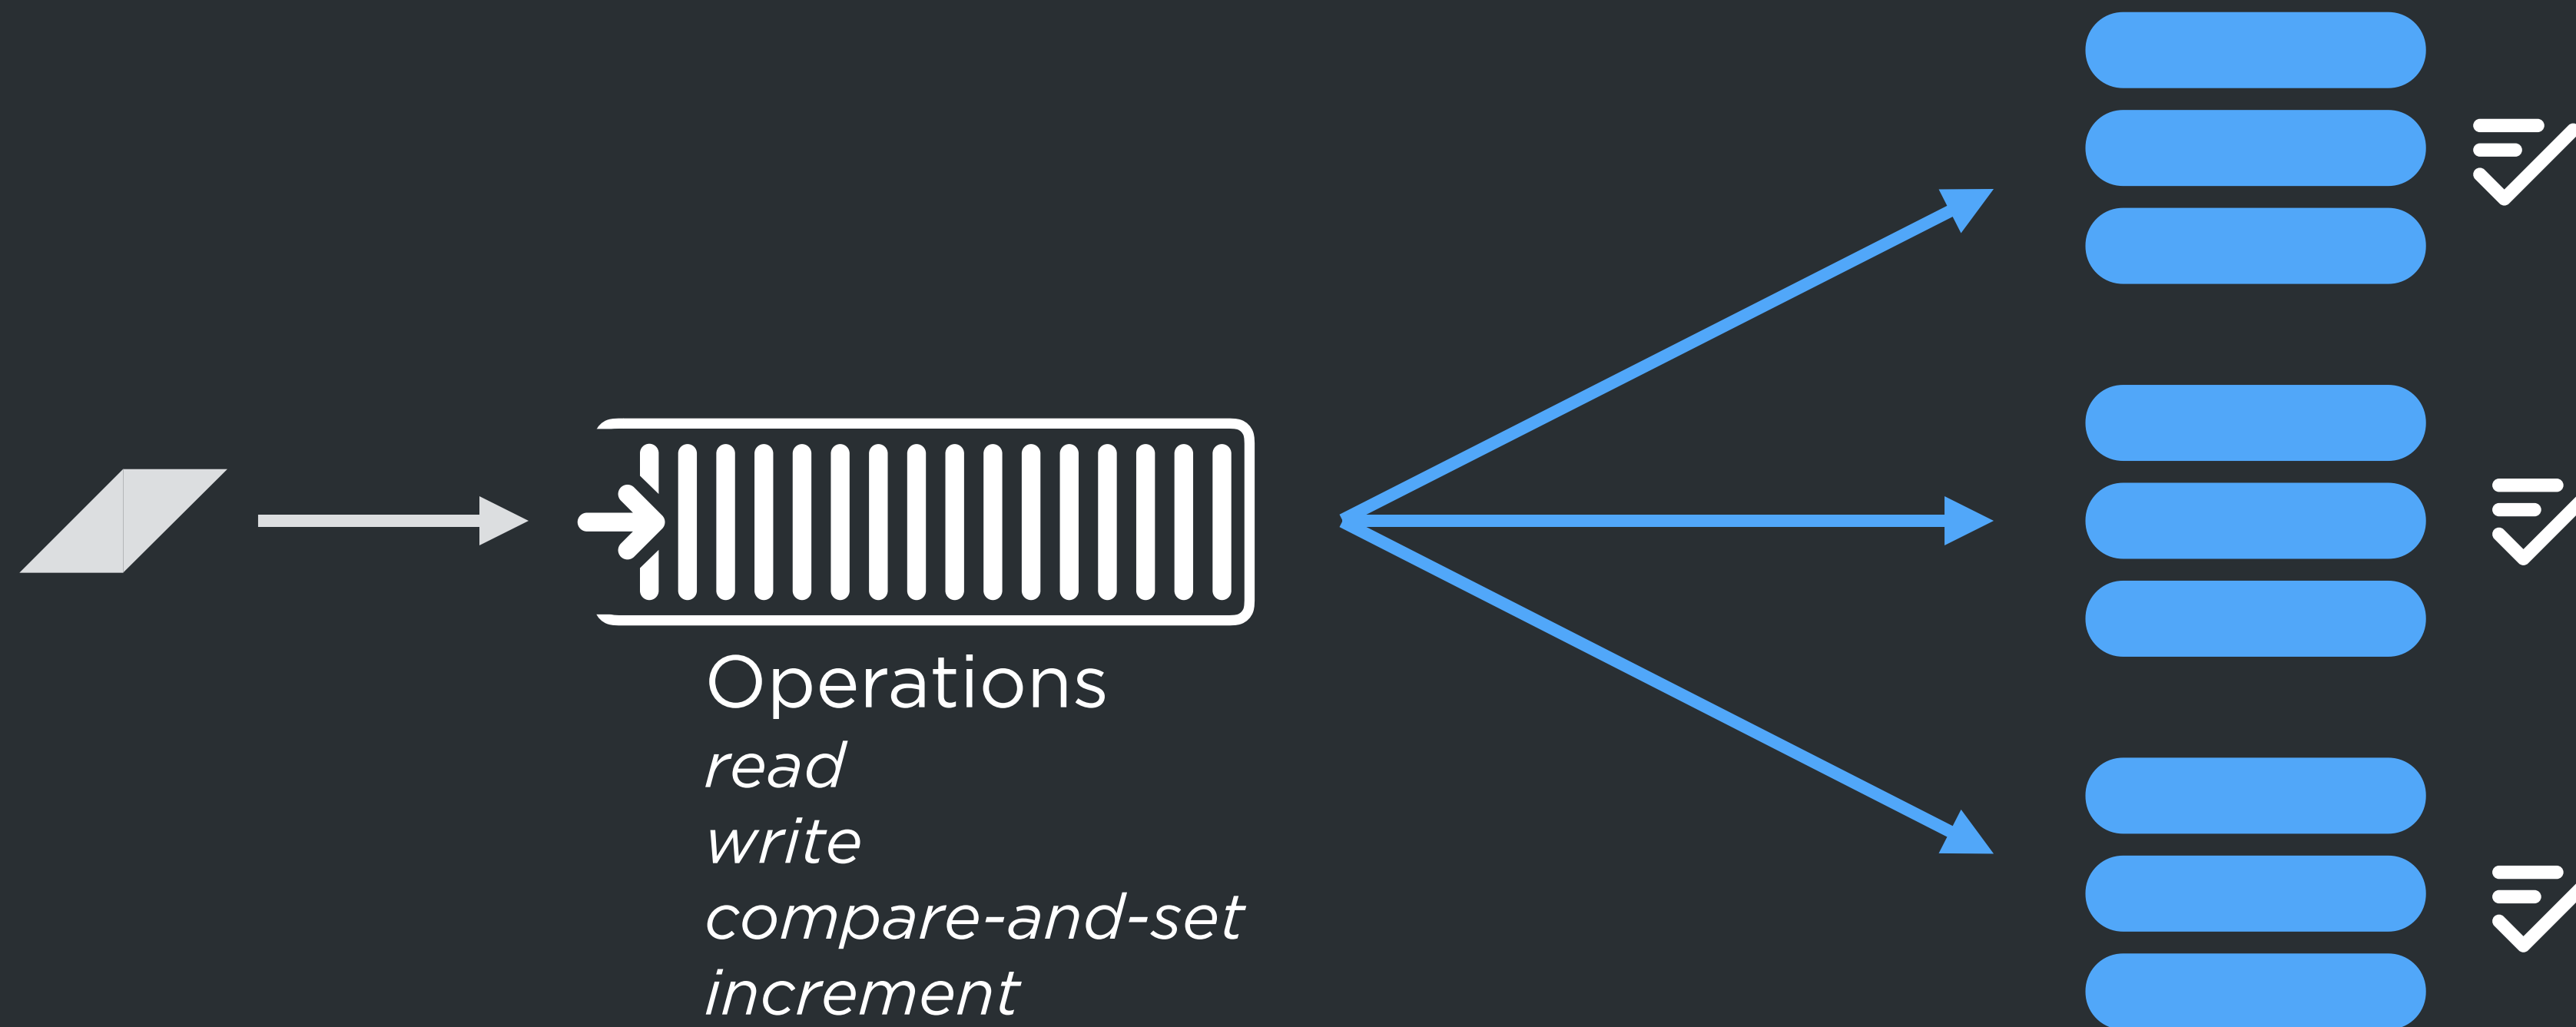 Operations
read
write
compare-and-set
increment